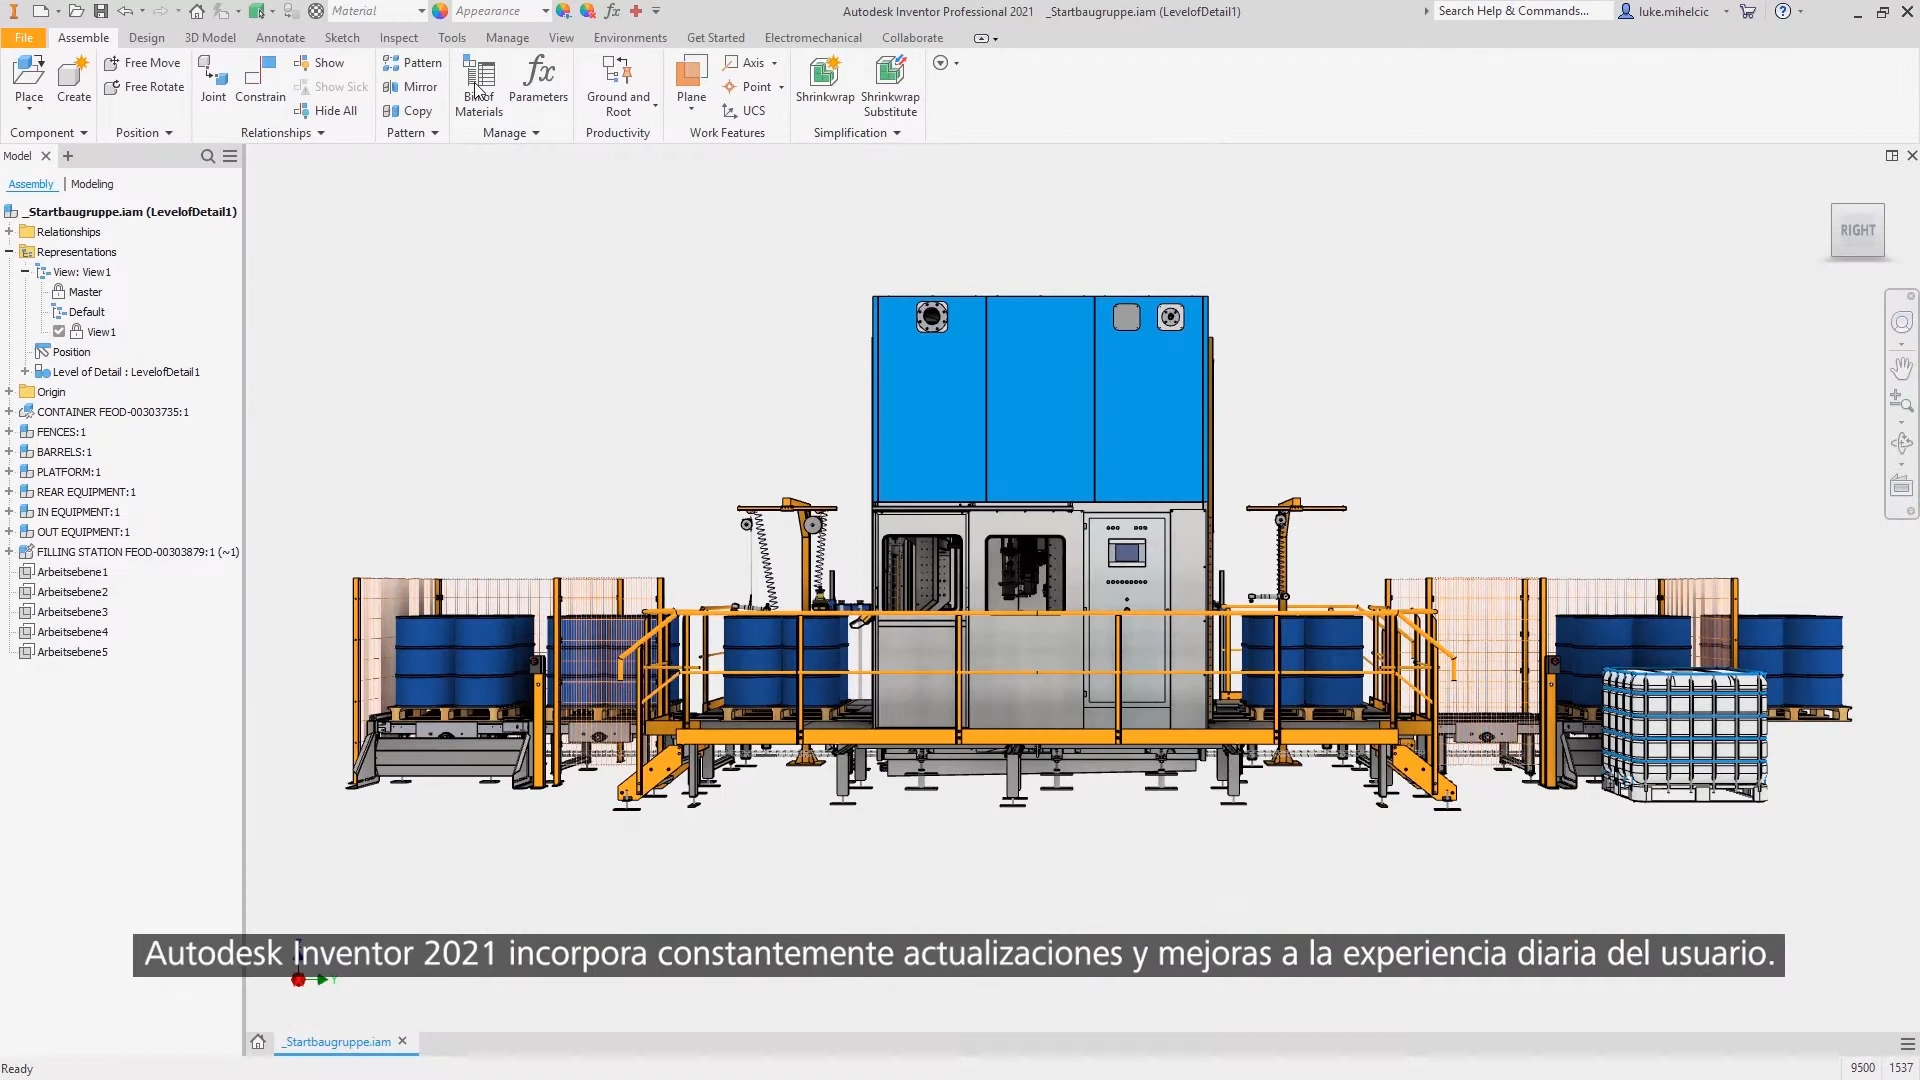 Material
Appearance
Autodesk Inventor Professional 2021 _Startbaugruppe.iam (LevelofDetail1)
Search Help & Commands...
luke.mihelcic
File Assemble Design 3D Model Annotate Sketch Inspect Tools Manage View Environments Get Started Electromechanical Collaborate
Place
Create
Free Move
Free Rotate
Joint
Constrain
Show
Show Sick
Hide All
Pattern
Mirror
Copy
Bill of Materials
fx
Parameters
Ground and Root
Plane
Axis
Point
UCS
Shrinkwrap
Shrinkwrap Substitute
Component Position Relationships Pattern Manage Productivity Work Features Simplification
Model
Assembly | Modeling
_Startbaugruppe.iam (LevelofDetail1)
Relationships
Representations
View: View1
Master
Default
View1
Position
Level of Detail : LevelofDetail1
Origin
CONTAINER FEOD-00303735:1
FENCES:1
BARRELS:1
PLATFORM:1
REAR EQUIPMENT:1
IN EQUIPMENT:1
OUT EQUIPMENT:1
FILLING STATION FEOD-00303879:1 (~1)
Arbeitsebene1
Arbeitsebene2
Arbeitsebene3
Arbeitsebene4
Arbeitsebene5
RIGHT
Autodesk Inventor 2021 incorpora constantemente actualizaciones y mejoras a la experiencia diaria del usuario.
Y
_Startbaugruppe.iam
Ready
9500 1537